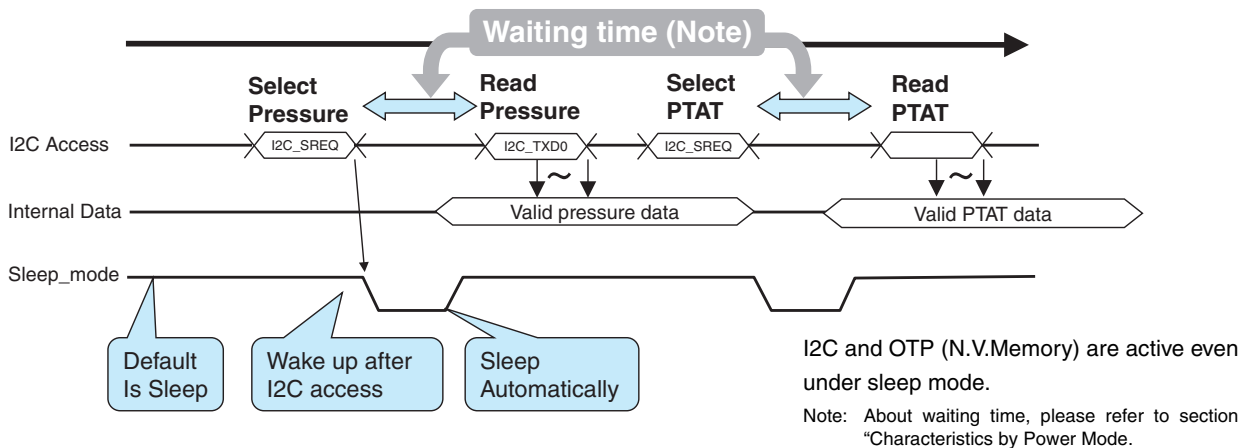 Waiting time (Note)
Select
Pressure
Read
Pressure
Select
PTAT
Read
PTAT
I2C Access
I2C_SREQ
I2C_TXD0
I2C_SREQ
~
~
Internal Data
Valid pressure data
Valid PTAT data
Sleep_mode
Default
Is Sleep
Wake up after
I2C access
Sleep
Automatically
I2C and OTP (N.V.Memory) are active even
under sleep mode.
Note: About waiting time, please refer to section
“Characteristics by Power Mode.